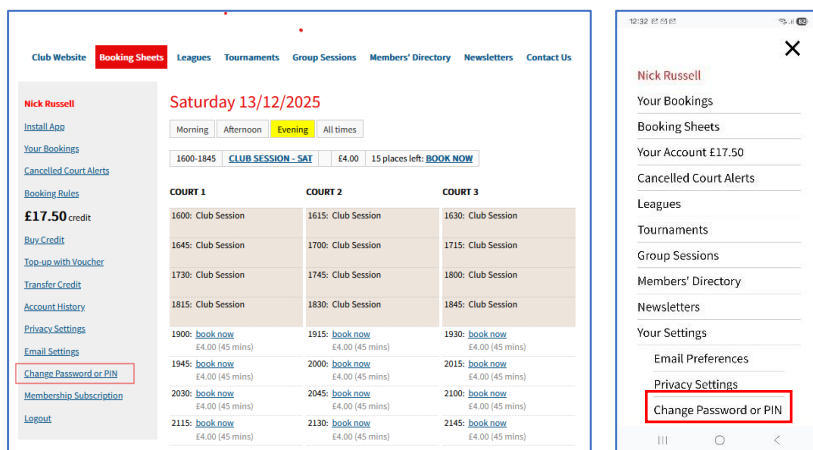 Club Website Booking Sheets Leagues Tournaments Group Sessions Members' Directory Newsletters Contact Us
Nick Russell
Install App
Your Bookings
Cancelled Court Alerts
Booking Rules
£17.50 credit
Buy Credit
Top-up with Voucher
Transfer Credit
Account History
Privacy Settings
Email Settings
Change Password or PIN
Membership Subscription
Logout
Saturday 13/12/2025
Morning Afternoon Evening All times
1600-1845 CLUB SESSION - SAT £4.00 15 places left: BOOK NOW
COURT 1 COURT 2 COURT 3
1600: Club Session 1615: Club Session 1630: Club Session
1645: Club Session 1700: Club Session 1715: Club Session
1730: Club Session 1745: Club Session 1800: Club Session
1815: Club Session 1830: Club Session 1845: Club Session
1900: book now 1915: book now 1930: book now
£4.00 (45 mins) £4.00 (45 mins) £4.00 (45 mins)
1945: book now 2000: book now 2015: book now
£4.00 (45 mins) £4.00 (45 mins) £4.00 (45 mins)
2030: book now 2045: book now 2100: book now
£4.00 (45 mins) £4.00 (45 mins) £4.00 (45 mins)
2115: book now 2130: book now 2145: book now
£4.00 (45 mins) £4.00 (45 mins) £4.00 (45 mins)
12:32
Nick Russell
Your Bookings
Booking Sheets
Your Account £17.50
Cancelled Court Alerts
Leagues
Tournaments
Group Sessions
Members' Directory
Newsletters
Your Settings
Email Preferences
Privacy Settings
Change Password or PIN